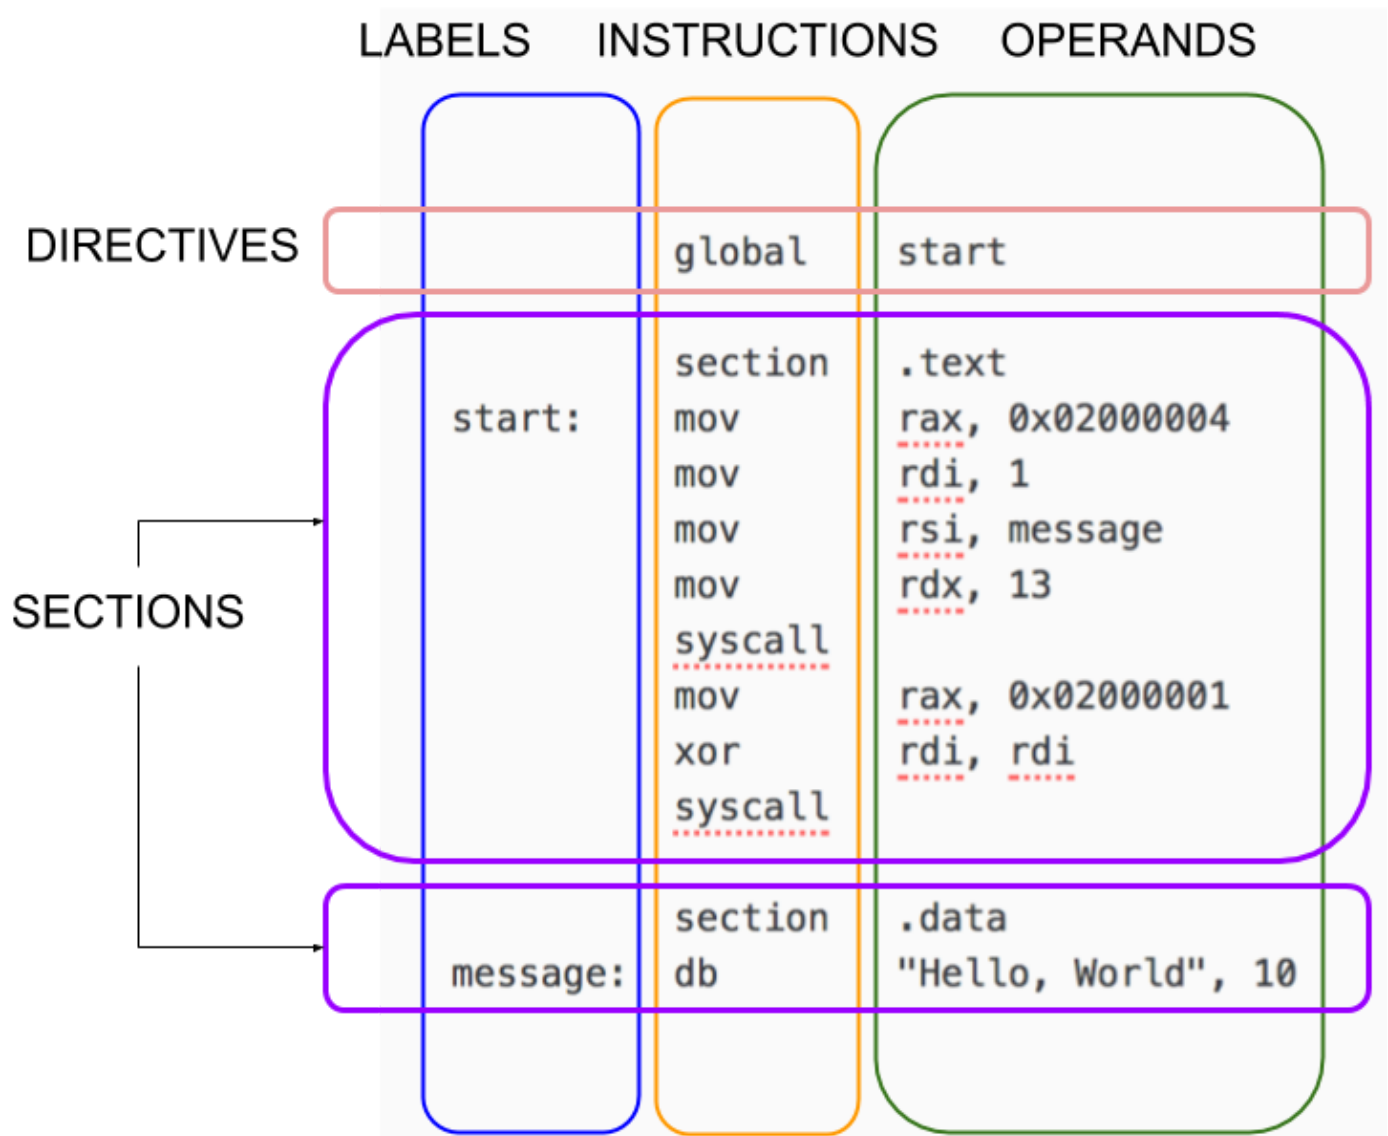 LABELS INSTRUCTIONS OPERANDS
DIRECTIVES global start
section .text
start: mov rax, 0x02000004
mov rdi, 1
mov rsi, message
mov rdx, 13
SECTIONS
syscall
mov rax, 0x02000001
xor rdi, rdi
syscall
section .data
message: db "Hello, World", 10